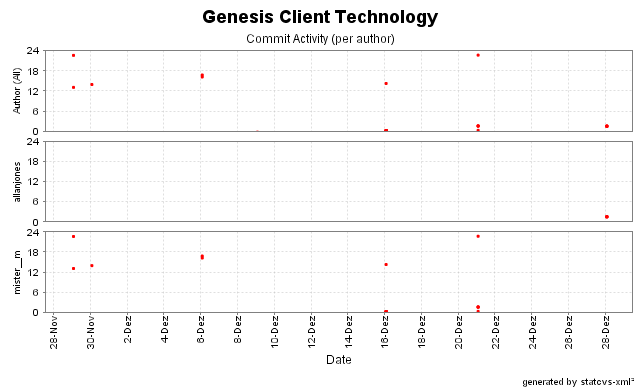 Genesis Client Technology
Commit Activity (per author)
Author (All)
24
18
12
6
0
allanjones
24
18
12
6
0
mister__m
24
18
12
6
0
28-Nov
30-Nov
2-Dez
4-Dez
6-Dez
8-Dez
10-Dez
12-Dez
14-Dez
16-Dez
18-Dez
20-Dez
22-Dez
24-Dez
26-Dez
28-Dez
Date
generated by statcvs-xml²